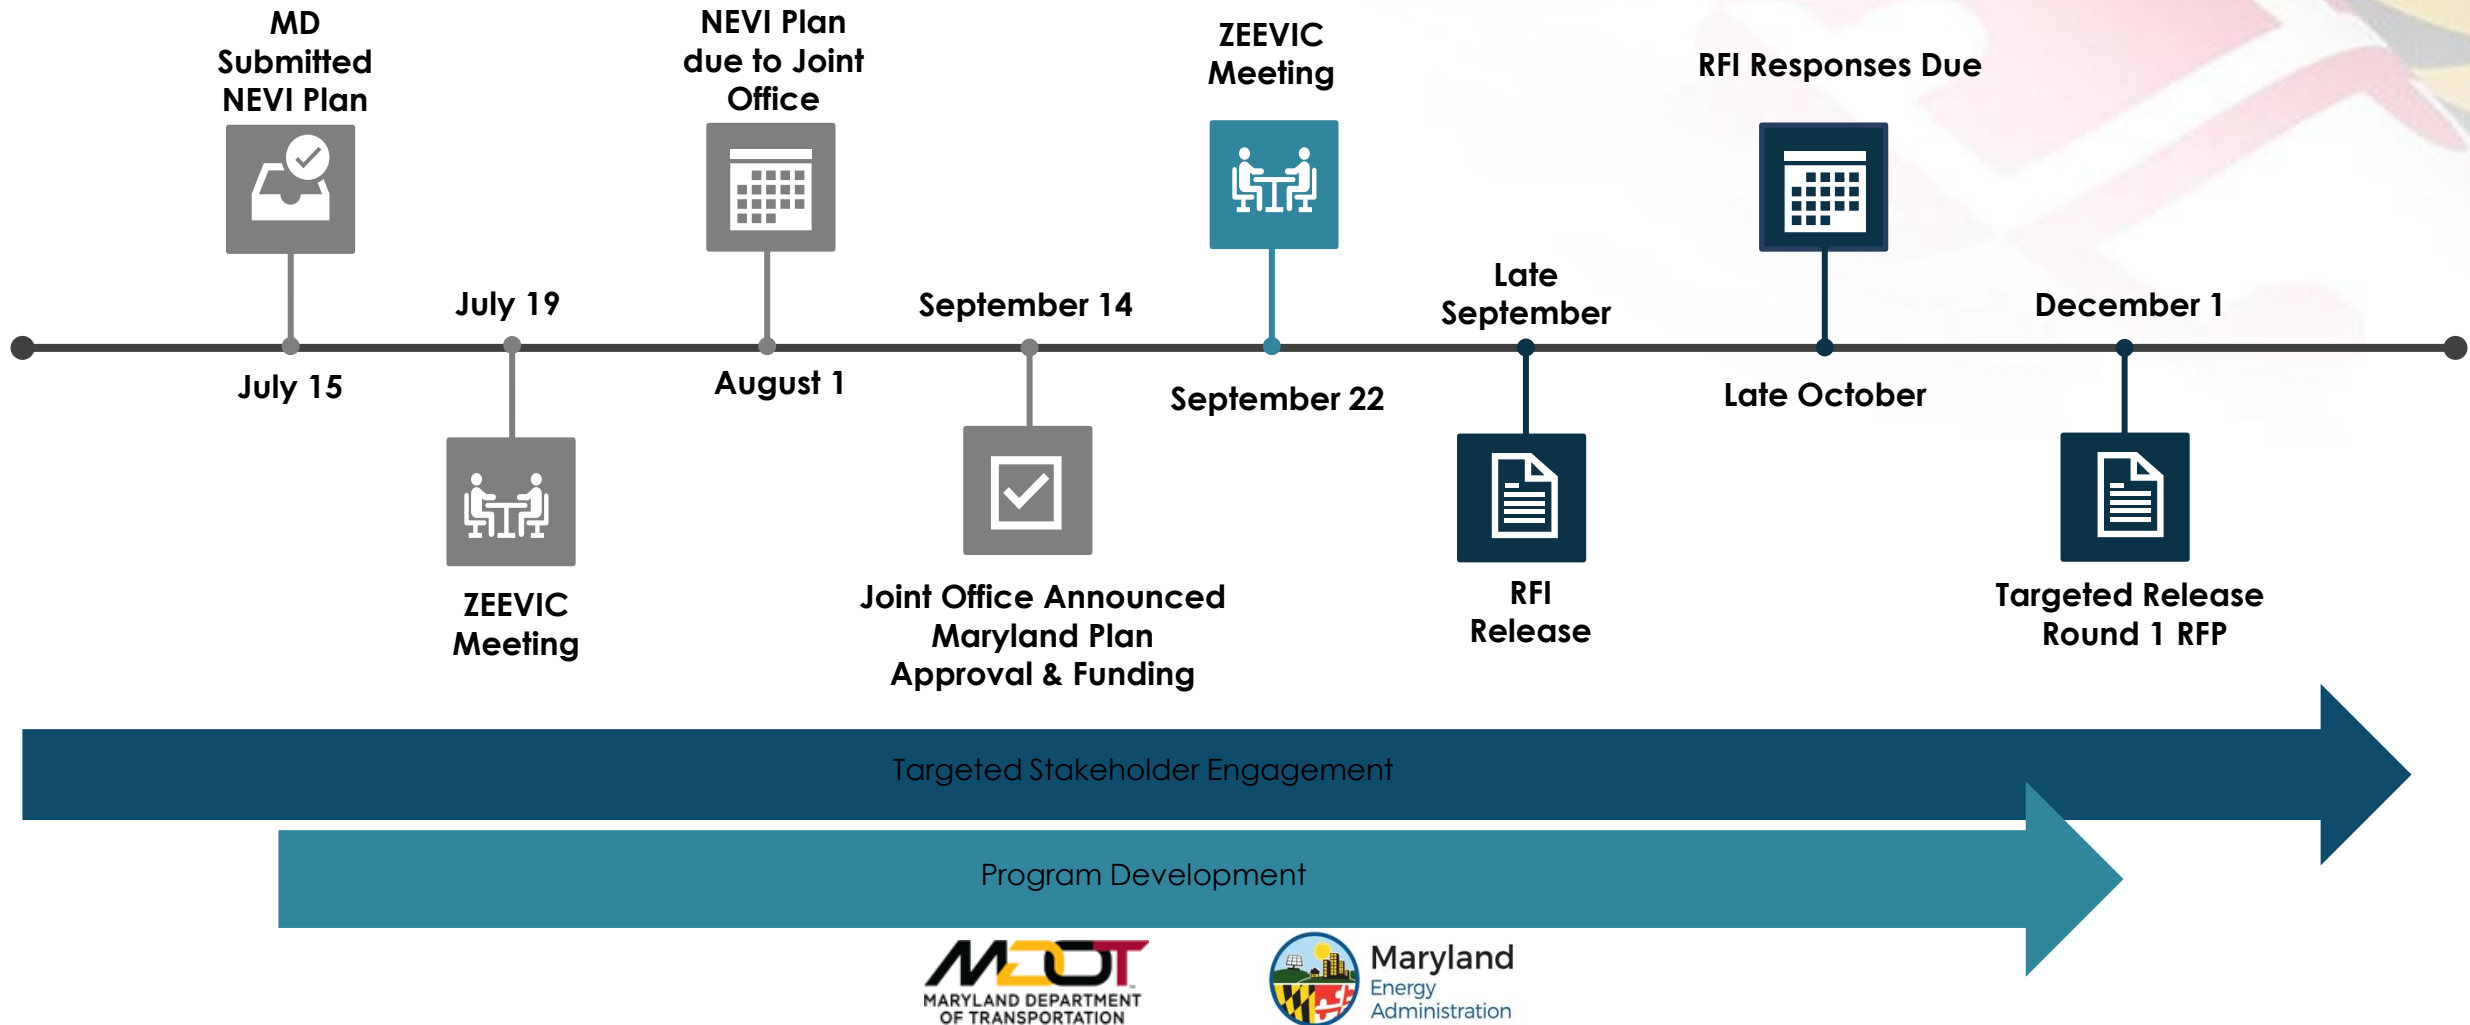 MD
Submitted
NEVI Plan
NEVI Plan
due to Joint
Office
ZEEVIC
Meeting
RFI Responses Due
July 19
September 14
Late
September
December 1
July 15
August 1
September 22
Late October
ZEEVIC
Meeting
Joint Office Announced
Maryland Plan
Approval & Funding
RFI
Release
Targeted Release
Round 1 RFP
Targeted Stakeholder Engagement
Program Development
MDOT
MARYLAND DEPARTMENT
OF TRANSPORTATION
Maryland
Energy
Administration